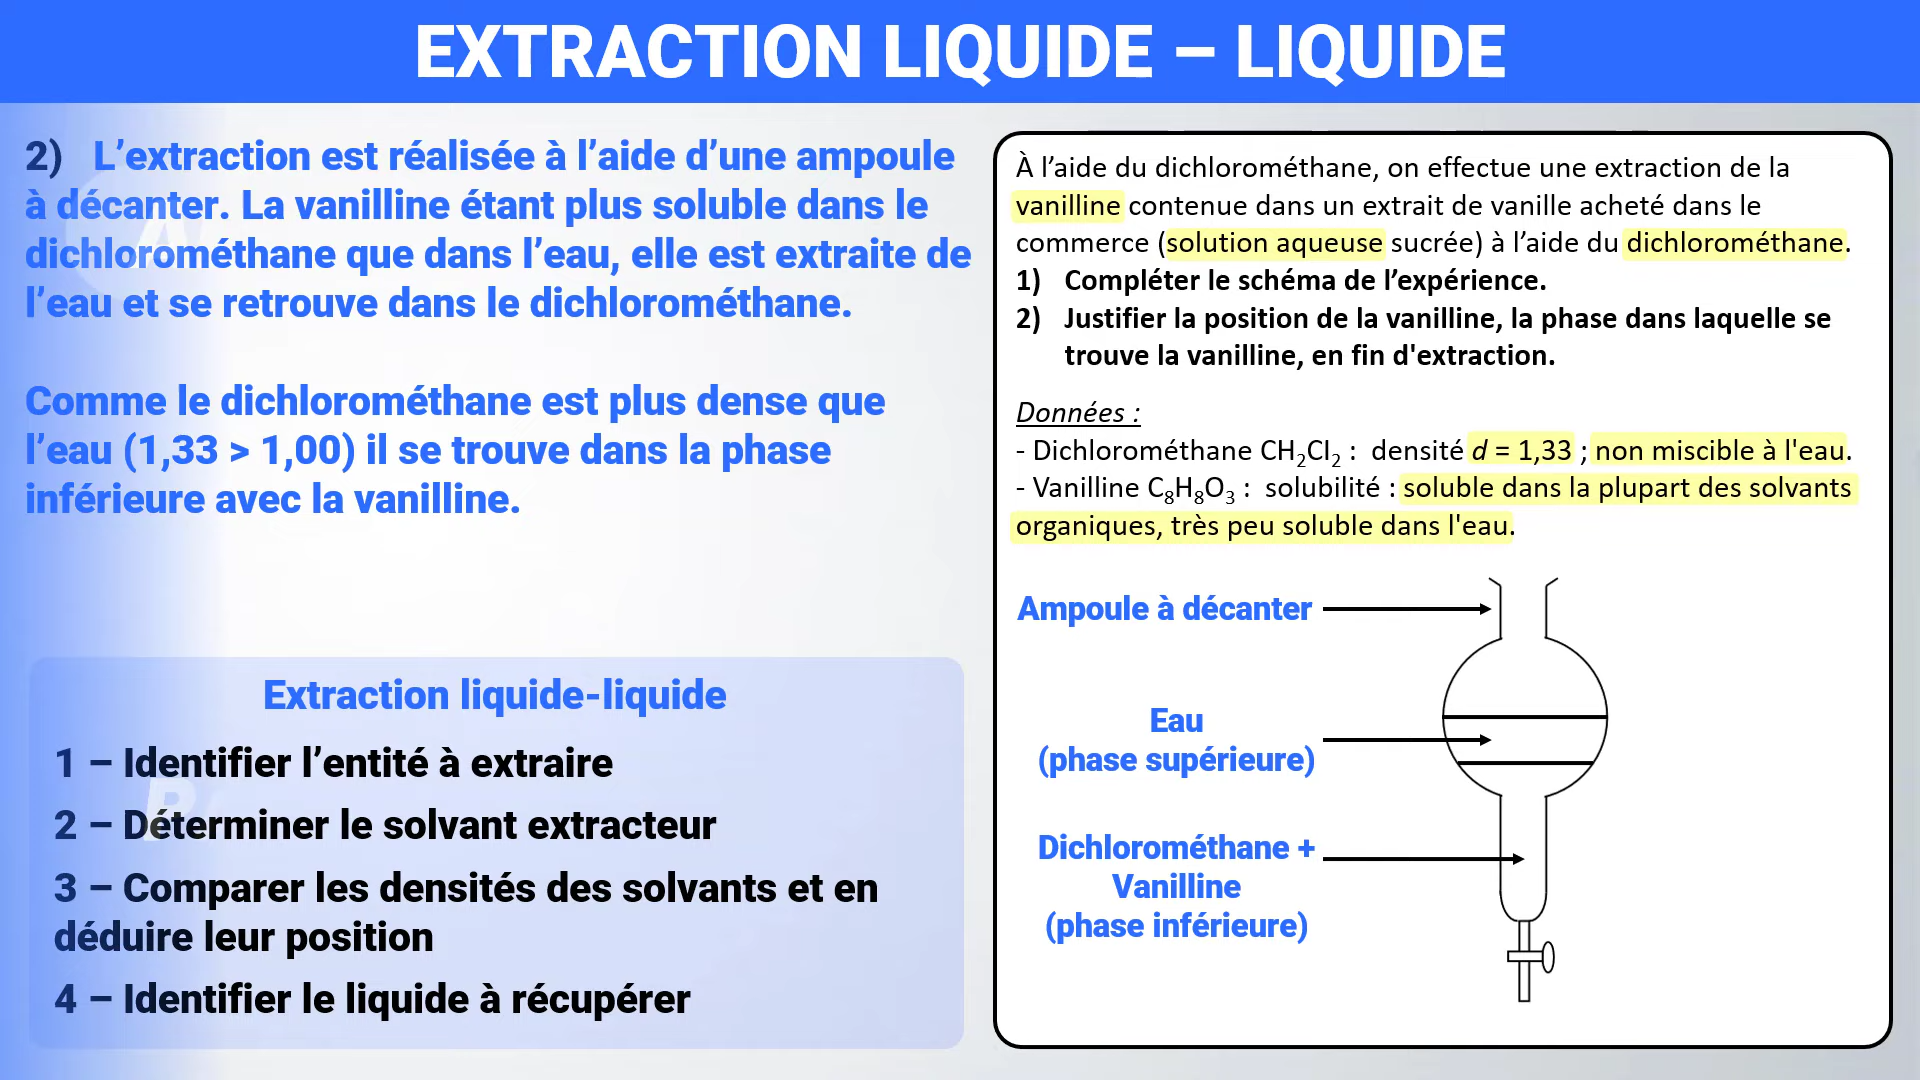 EXTRACTION LIQUIDE – LIQUIDE
2) L’extraction est réalisée à l’aide d’une ampoule
à décanter. La vanilline étant plus soluble dans le
dichlorométhane que dans l’eau, elle est extraite de
l’eau et se retrouve dans le dichlorométhane.
Comme le dichlorométhane est plus dense que
l’eau (1,33 > 1,00) il se trouve dans la phase
inférieure avec la vanilline.
Extraction liquide-liquide
1 – Identifier l’entité à extraire
2 – Déterminer le solvant extracteur
3 – Comparer les densités des solvants et en
déduire leur position
4 – Identifier le liquide à récupérer
À l’aide du dichlorométhane, on effectue une extraction de la
vanilline contenue dans un extrait de vanille acheté dans le
commerce (solution aqueuse sucrée) à l’aide du dichlorométhane.
1) Compléter le schéma de l’expérience.
2) Justifier la position de la vanilline, la phase dans laquelle se
trouve la vanilline, en fin d'extraction.
Données :
- Dichlorométhane CH₂Cl₂ : densité d = 1,33 ; non miscible à l'eau.
- Vanilline C₈H₈O₃ : solubilité : soluble dans la plupart des solvants
organiques, très peu soluble dans l'eau.
Ampoule à décanter
Eau
(phase supérieure)
Dichlorométhane +
Vanilline
(phase inférieure)